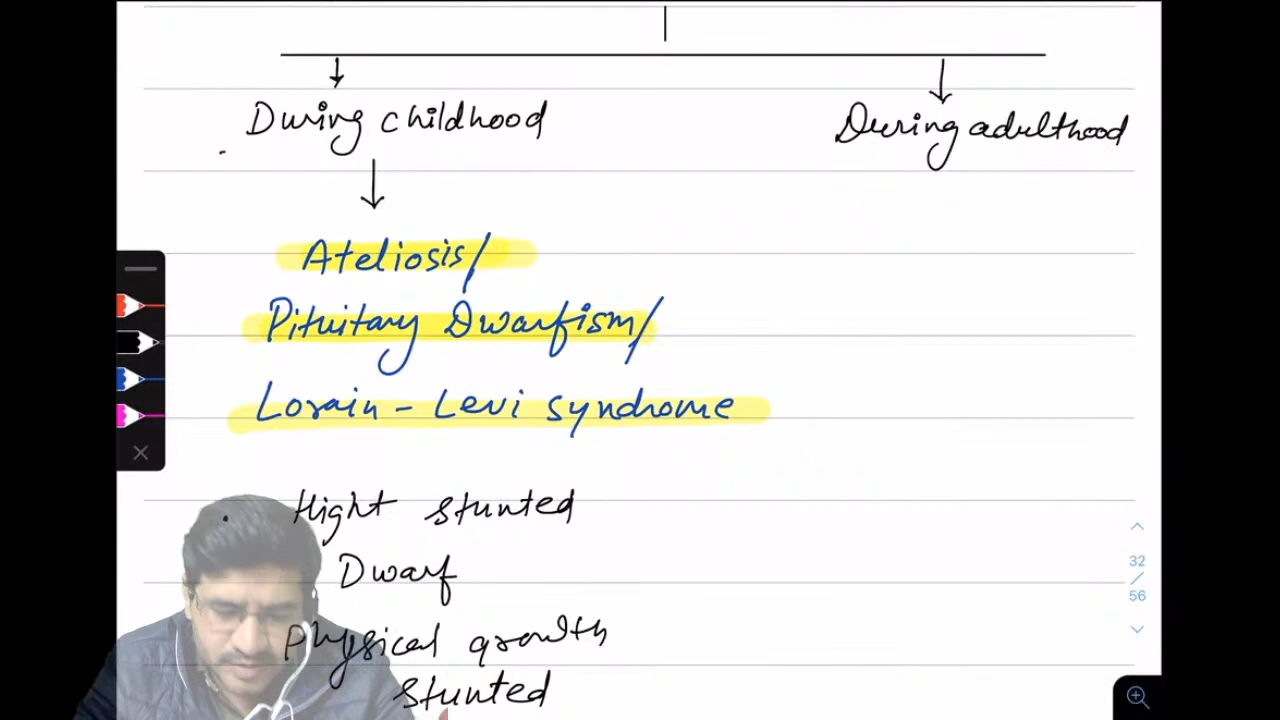 During childhood
During adulthood
Ateliosis/
Pituitary Dwarfism/
Lorain - Levi syndrome
Hight stunted
Dwarf
Physical growth
stunted
32
/
56